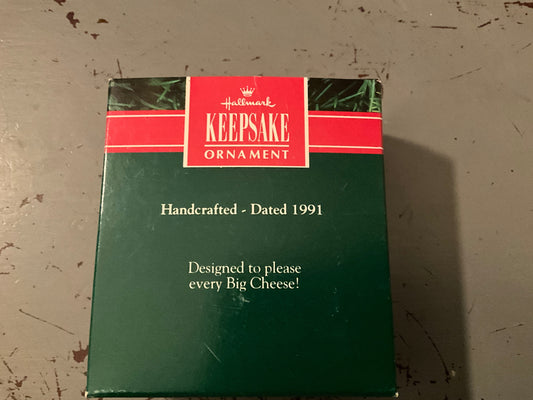 Hallmark
KEEPSAKE
ORNAMENT
Handcrafted - Dated 1991
Designed to please
every Big Cheese!